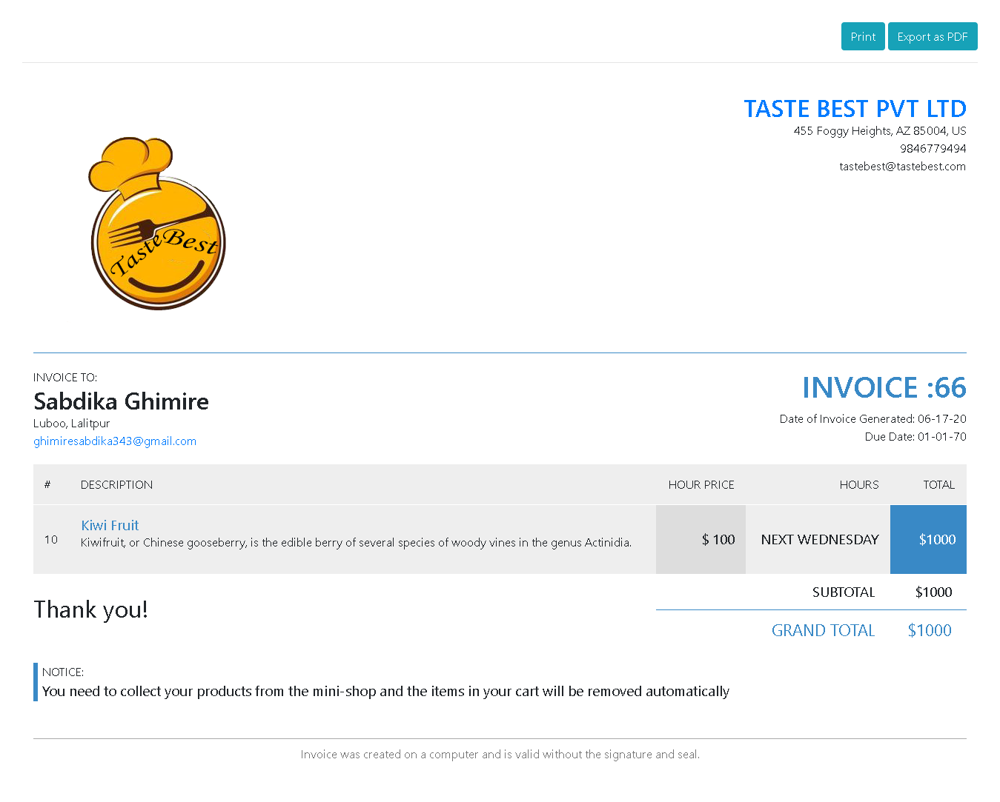 Print Export as PDF
TASTE BEST PVT LTD
455 Foggy Heights, AZ 85004, US
9846779494
tastebest@tastebest.com
TasteBest
INVOICE TO:
Sabdika Ghimire
Luboo, Lalitpur
ghimiresabdika343@gmail.com
INVOICE :66
Date of Invoice Generated: 06-17-20
Due Date: 01-01-70
# DESCRIPTION HOUR PRICE HOURS TOTAL
Kiwi Fruit
10 Kiwifruit, or Chinese gooseberry, is the edible berry of several species of woody vines in the genus Actinidia. $ 100 NEXT WEDNESDAY $1000
SUBTOTAL $1000
Thank you!
GRAND TOTAL $1000
NOTICE:
You need to collect your products from the mini-shop and the items in your cart will be removed automatically
Invoice was created on a computer and is valid without the signature and seal.